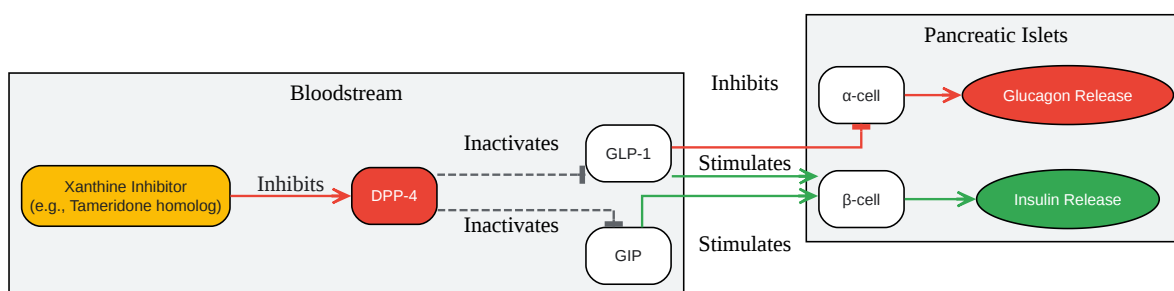 Pancreatic Islets
Bloodstream
Inhibits
α-cell
Glucagon Release
Inactivates
GLP-1
Stimulates
Xanthine Inhibitor
(e.g., Tameridone homolog)
Inhibits
DPP-4
β-cell
Insulin Release
Inactivates
GIP
Stimulates